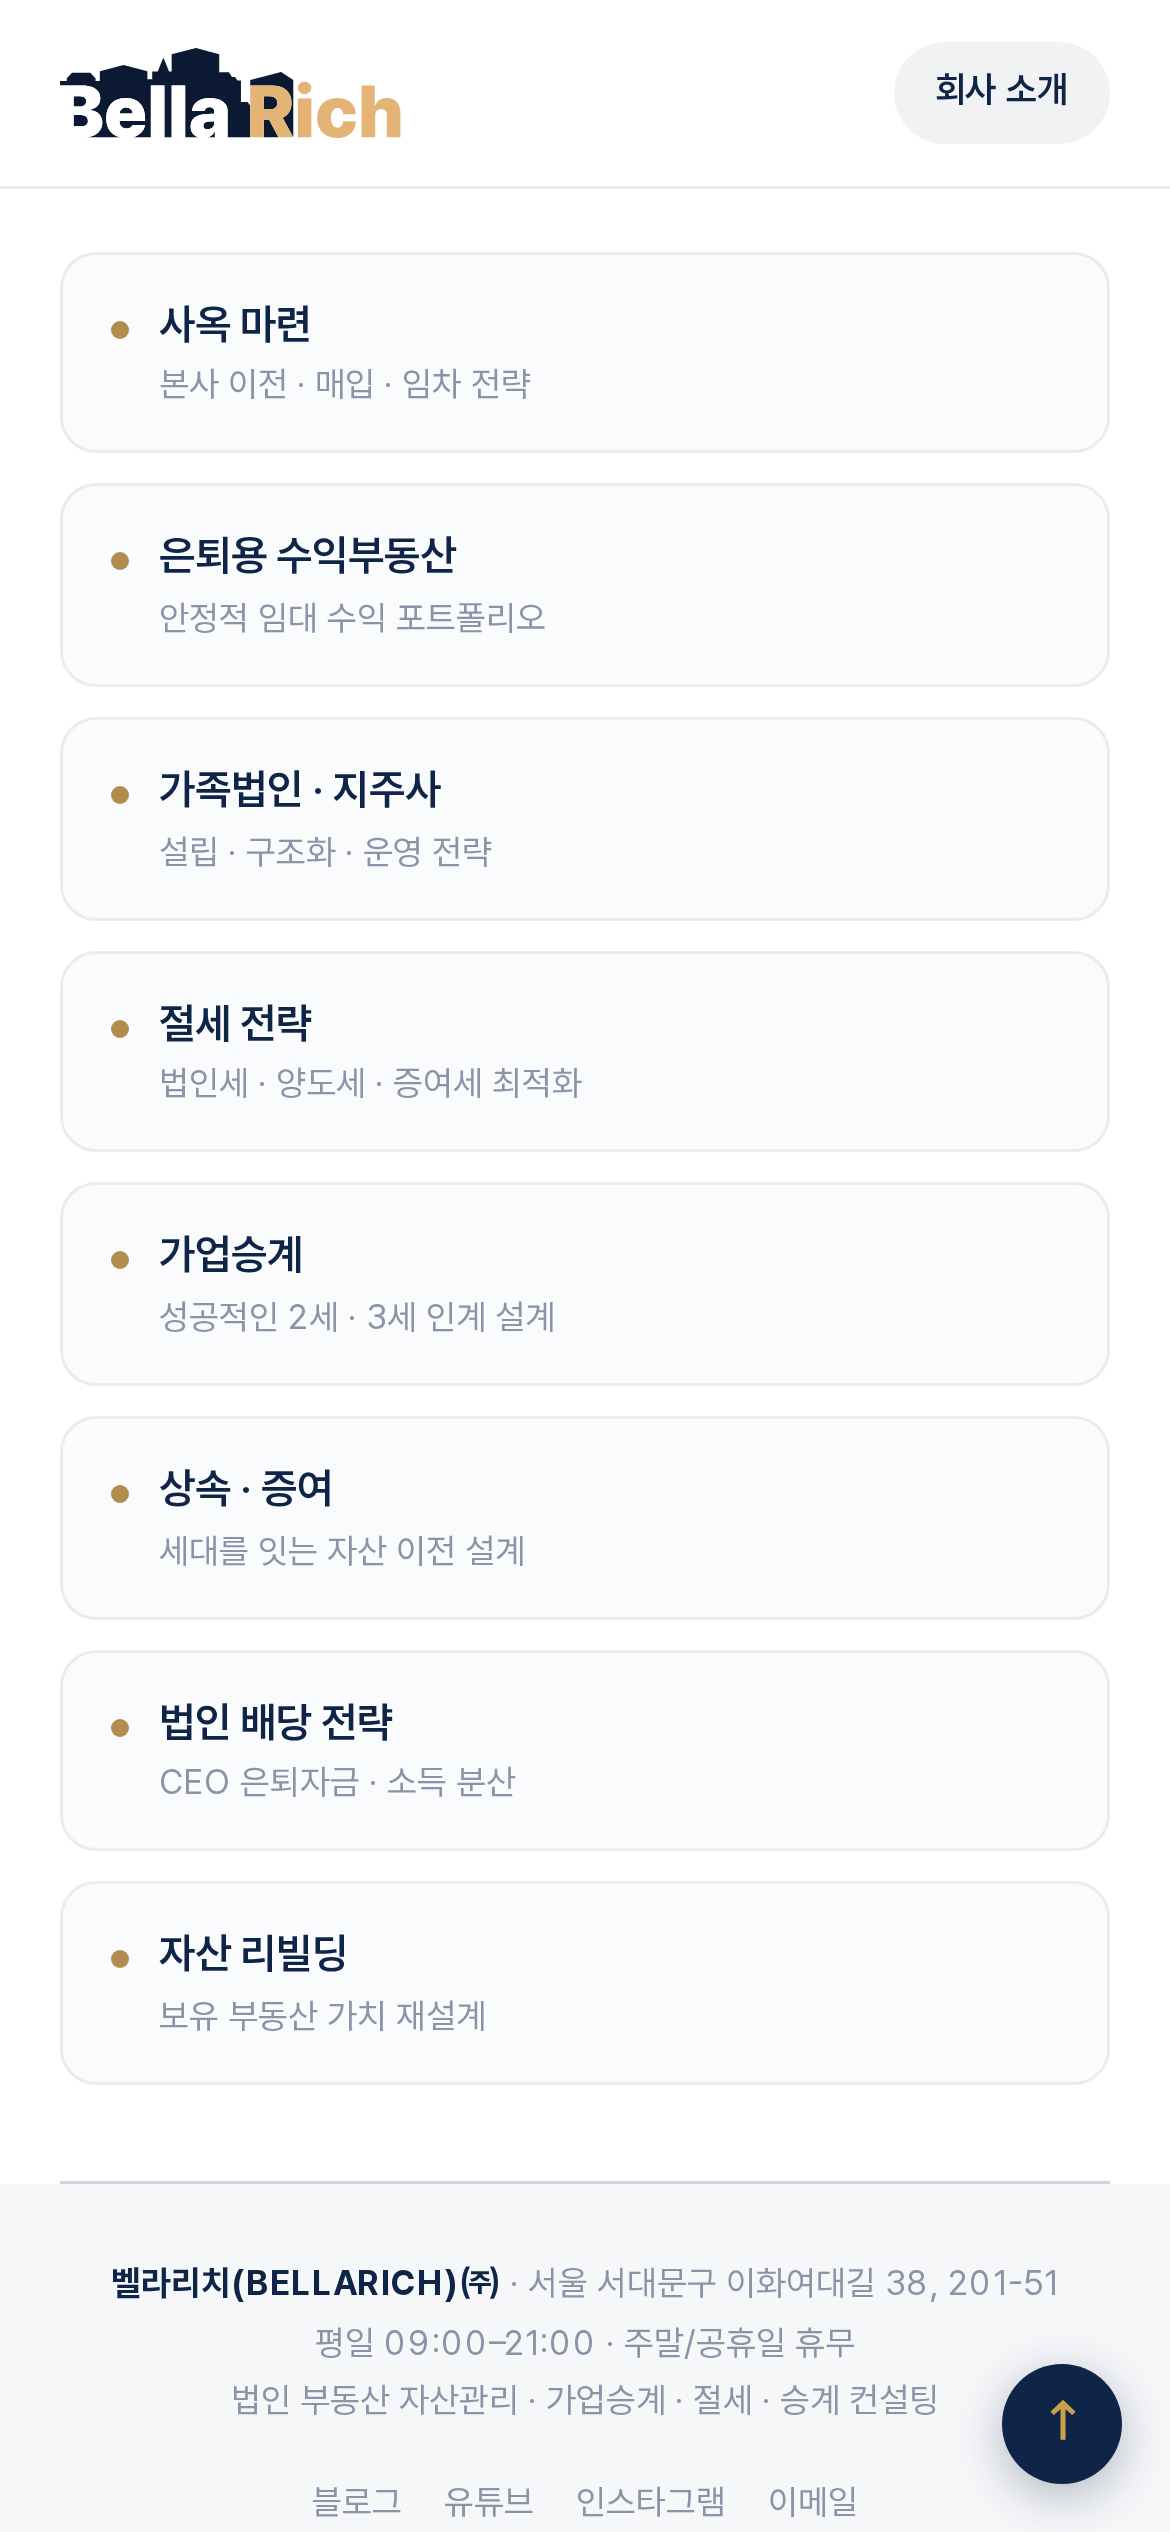 BellaRich
회사 소개
사옥 마련
본사 이전 · 매입 · 임차 전략
은퇴용 수익부동산
안정적 임대 수익 포트폴리오
가족법인 · 지주사
설립 · 구조화 · 운영 전략
절세 전략
법인세 · 양도세 · 증여세 최적화
가업승계
성공적인 2세 · 3세 인계 설계
상속 · 증여
세대를 잇는 자산 이전 설계
법인 배당 전략
CEO 은퇴자금 · 소득 분산
자산 리빌딩
보유 부동산 가치 재설계
벨라리치(BELLARICH)㈜ · 서울 서대문구 이화여대길 38, 201-51
평일 09:00–21:00 · 주말/공휴일 휴무
법인 부동산 자산관리 · 가업승계 · 절세 · 승계 컨설팅
↑
블로그 유튜브 인스타그램 이메일